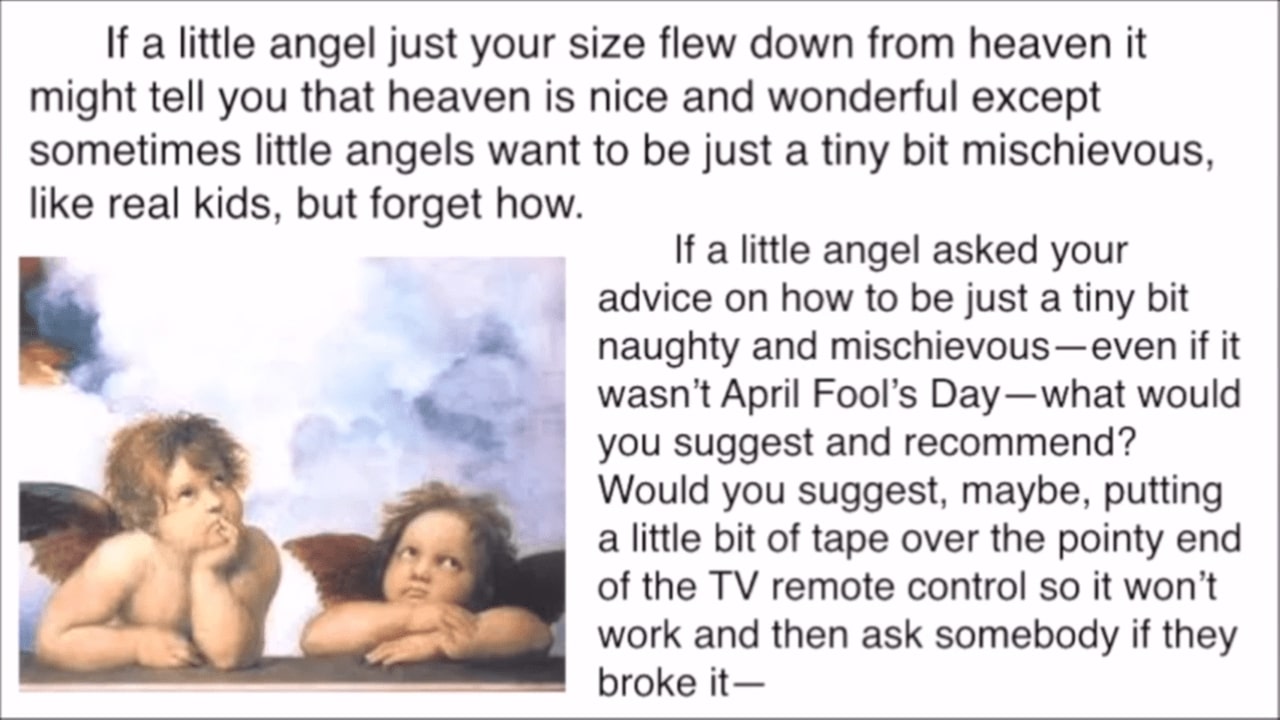 If a little angel just your size flew down from heaven it
might tell you that heaven is nice and wonderful except
sometimes little angels want to be just a tiny bit mischievous,
like real kids, but forget how.
If a little angel asked your
advice on how to be just a tiny bit
naughty and mischievous—even if it
wasn’t April Fool’s Day—what would
you suggest and recommend?
Would you suggest, maybe, putting
a little bit of tape over the pointy end
of the TV remote control so it won’t
work and then ask somebody if they
broke it—